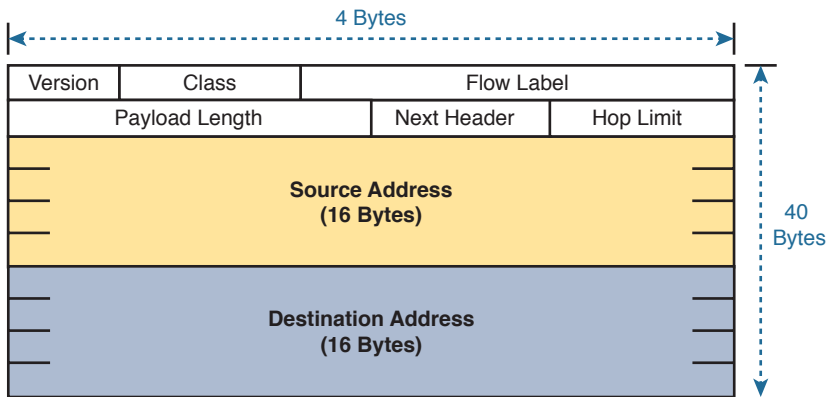 4 Bytes
Version Class Flow Label
Payload Length Next Header Hop Limit
Source Address
(16 Bytes)
40
Bytes
Destination Address
(16 Bytes)